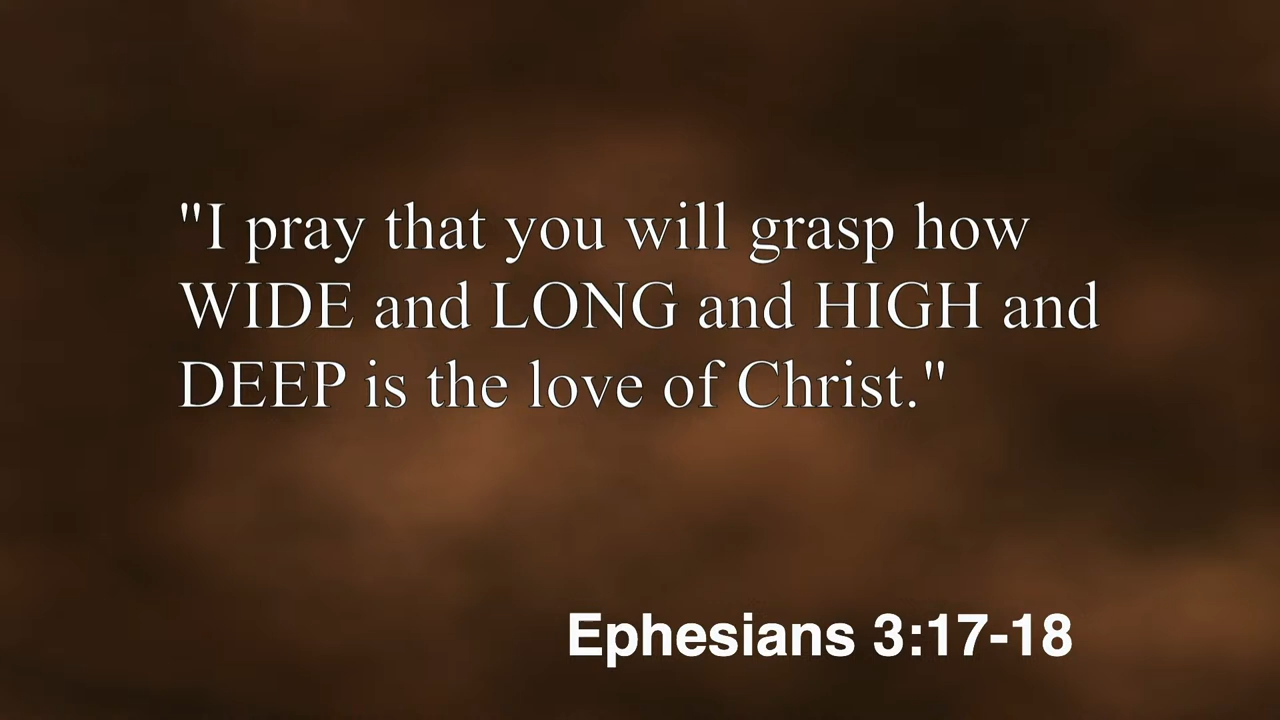 "I pray that you will grasp how
WIDE and LONG and HIGH and
DEEP is the love of Christ."
Ephesians 3:17-18